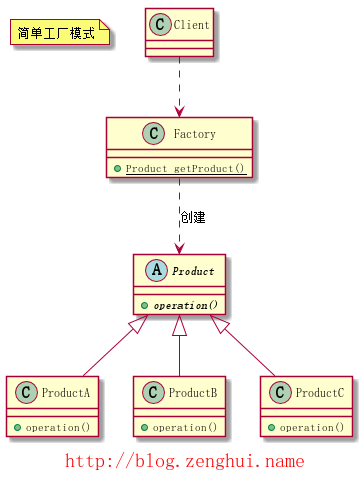 简单工厂模式
C Client
C Factory
Product getProduct()
创建
A Product
operation()
C ProductA
C ProductB
C ProductC
operation()
operation()
operation()
http://blog.zenghui.name